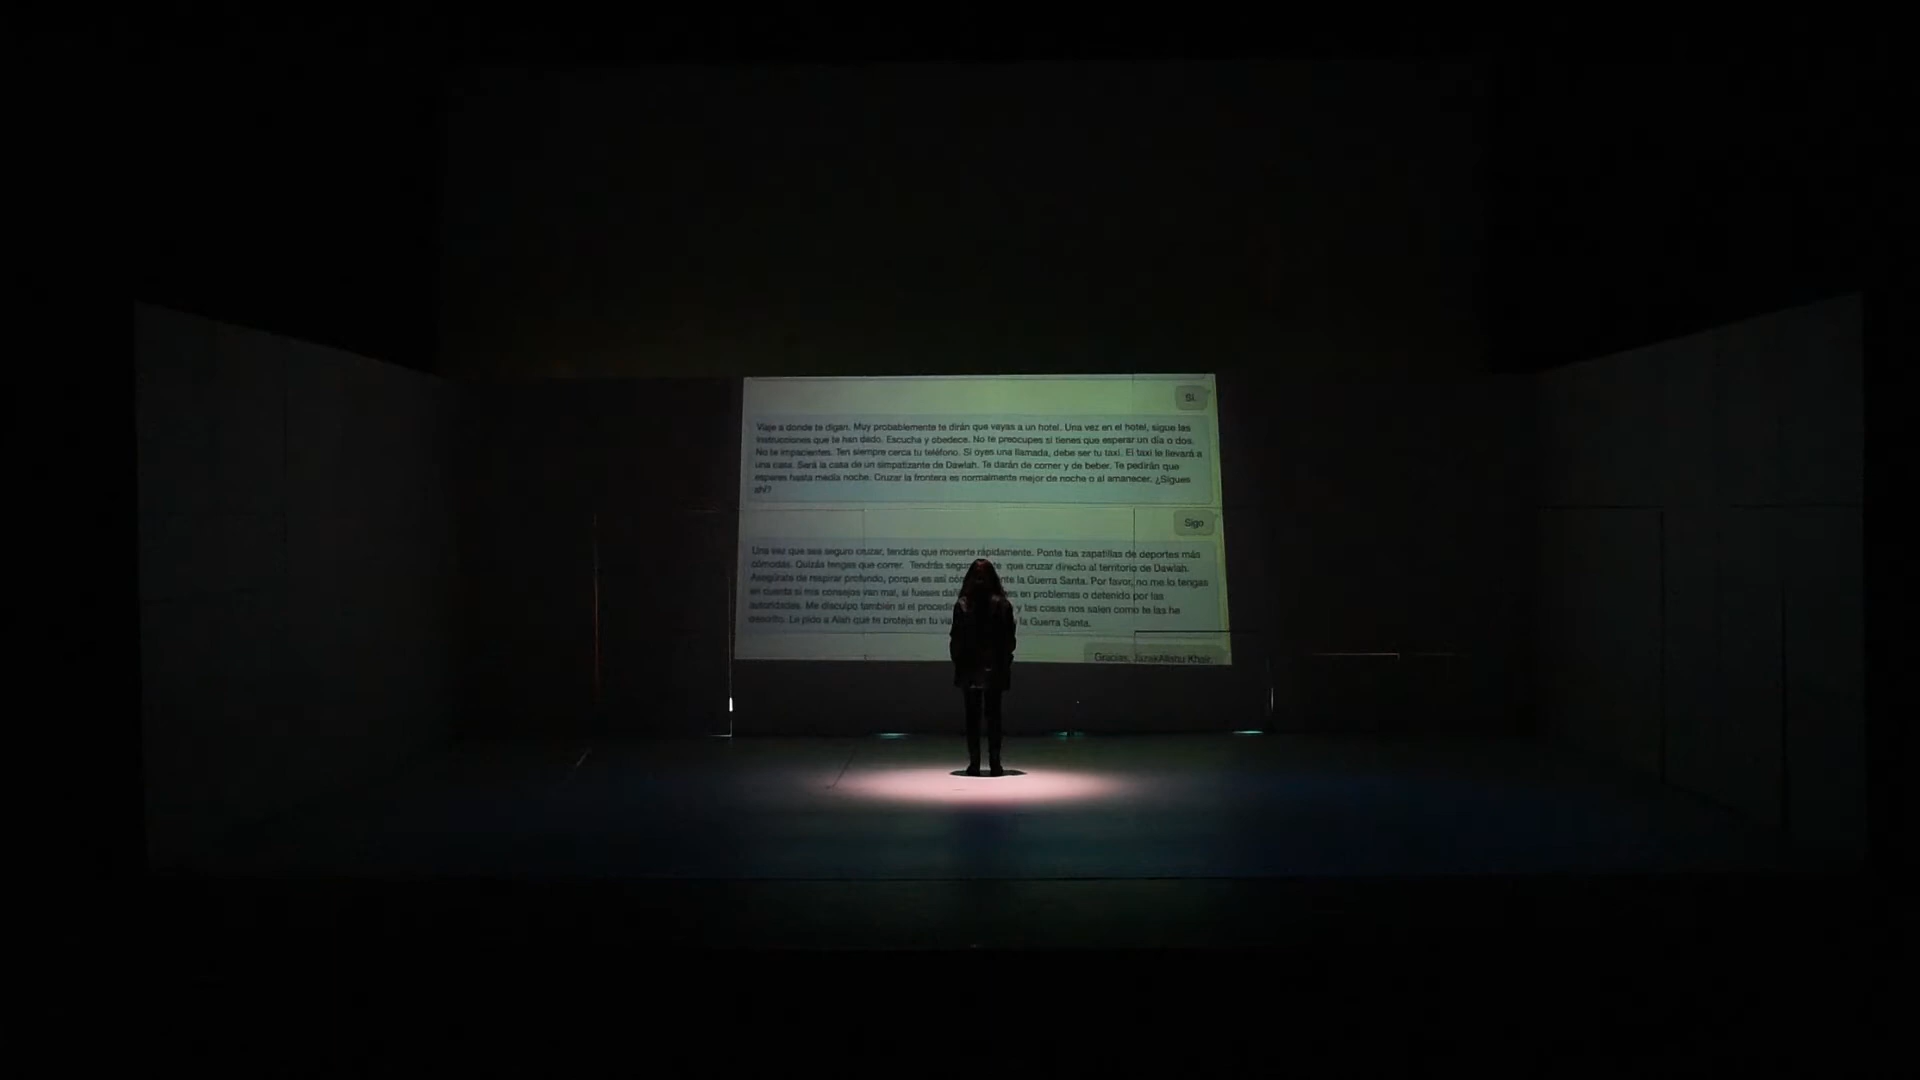 Sí.
Viaje a donde te digan. Muy probablemente te dirán que vayas a un hotel. Una vez en el hotel, sigue las
instrucciones que te han dado. Escucha y obedece. No te preocupes si tienes que esperar un día o dos.
No te impacientes. Ten siempre cerca tu teléfono. Si oyes una llamada, debe ser tu taxi. El taxi te llevará a
una casa. Será la casa de un simpatizante de Dawlah. Te darán de comer y de beber. Te pedirán que
esperes hasta media noche. Cruzar la frontera es normalmente mejor de noche o al amanecer. ¿Sigues
ahí?
Sigo
Una vez que sea seguro cruzar, tendrás que moverte rápidamente. Ponte tus zapatillas de deportes más
cómodas. Quizás tengas que correr. Tendrás que cruzar directo al territorio de Dawlah.
Asegúrate de respirar profundo, porque es así la Guerra Santa. Por favor, no me lo tengas
en cuenta si mis consejos van mal, si fueses en problemas o detenido por las
autoridades. Me disculpo también si el y las cosas nos salen como te las he
descrito. Le pido a Alah que te proteja en tu la Guerra Santa.
Gracias, JazakAllahu Khair.